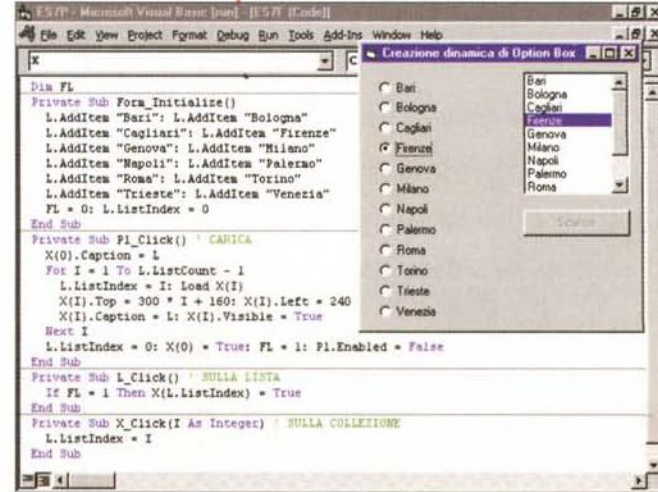 ES7P - Microsoft Visual Basic [run] - [ES7F [Code]]
File Edit View Project Format Debug Run Tools Add-Ins Window Help
X
C
Dim FL
Private Sub Form_Initialize()
L.AddItem "Bari": L.AddItem "Bologna"
L.AddItem "Cagliari": L.AddItem "Firenze"
L.AddItem "Genova": L.AddItem "Milano"
L.AddItem "Napoli": L.AddItem "Palermo"
L.AddItem "Roma": L.AddItem "Torino"
L.AddItem "Trieste": L.AddItem "Venezia"
FL = 0: L.ListIndex = 0
End Sub
Private Sub P1_Click() ' CARICA
X(0).Caption = L
For I = 1 To L.ListCount - 1
L.ListIndex = I: Load X(I)
X(I).Top = 300 * I + 160: X(I).Left = 240
X(I).Caption = L: X(I).Visible = True
Next I
L.ListIndex = 0: X(0) = True: FL = 1: P1.Enabled = False
End Sub
Private Sub L_Click() ' SULLA LISTA
If FL = 1 Then X(L.ListIndex) = True
End Sub
Private Sub X_Click(I As Integer) ' SULLA COLLEZIONE
L.ListIndex = I
End Sub
Creazione dinamica di Option Box
Bari
Bologna
Cagliari
Firenze
Genova
Milano
Napoli
Palermo
Roma
Torino
Trieste
Venezia
Bari
Bologna
Cagliari
Firenze
Genova
Milano
Napoli
Palermo
Roma